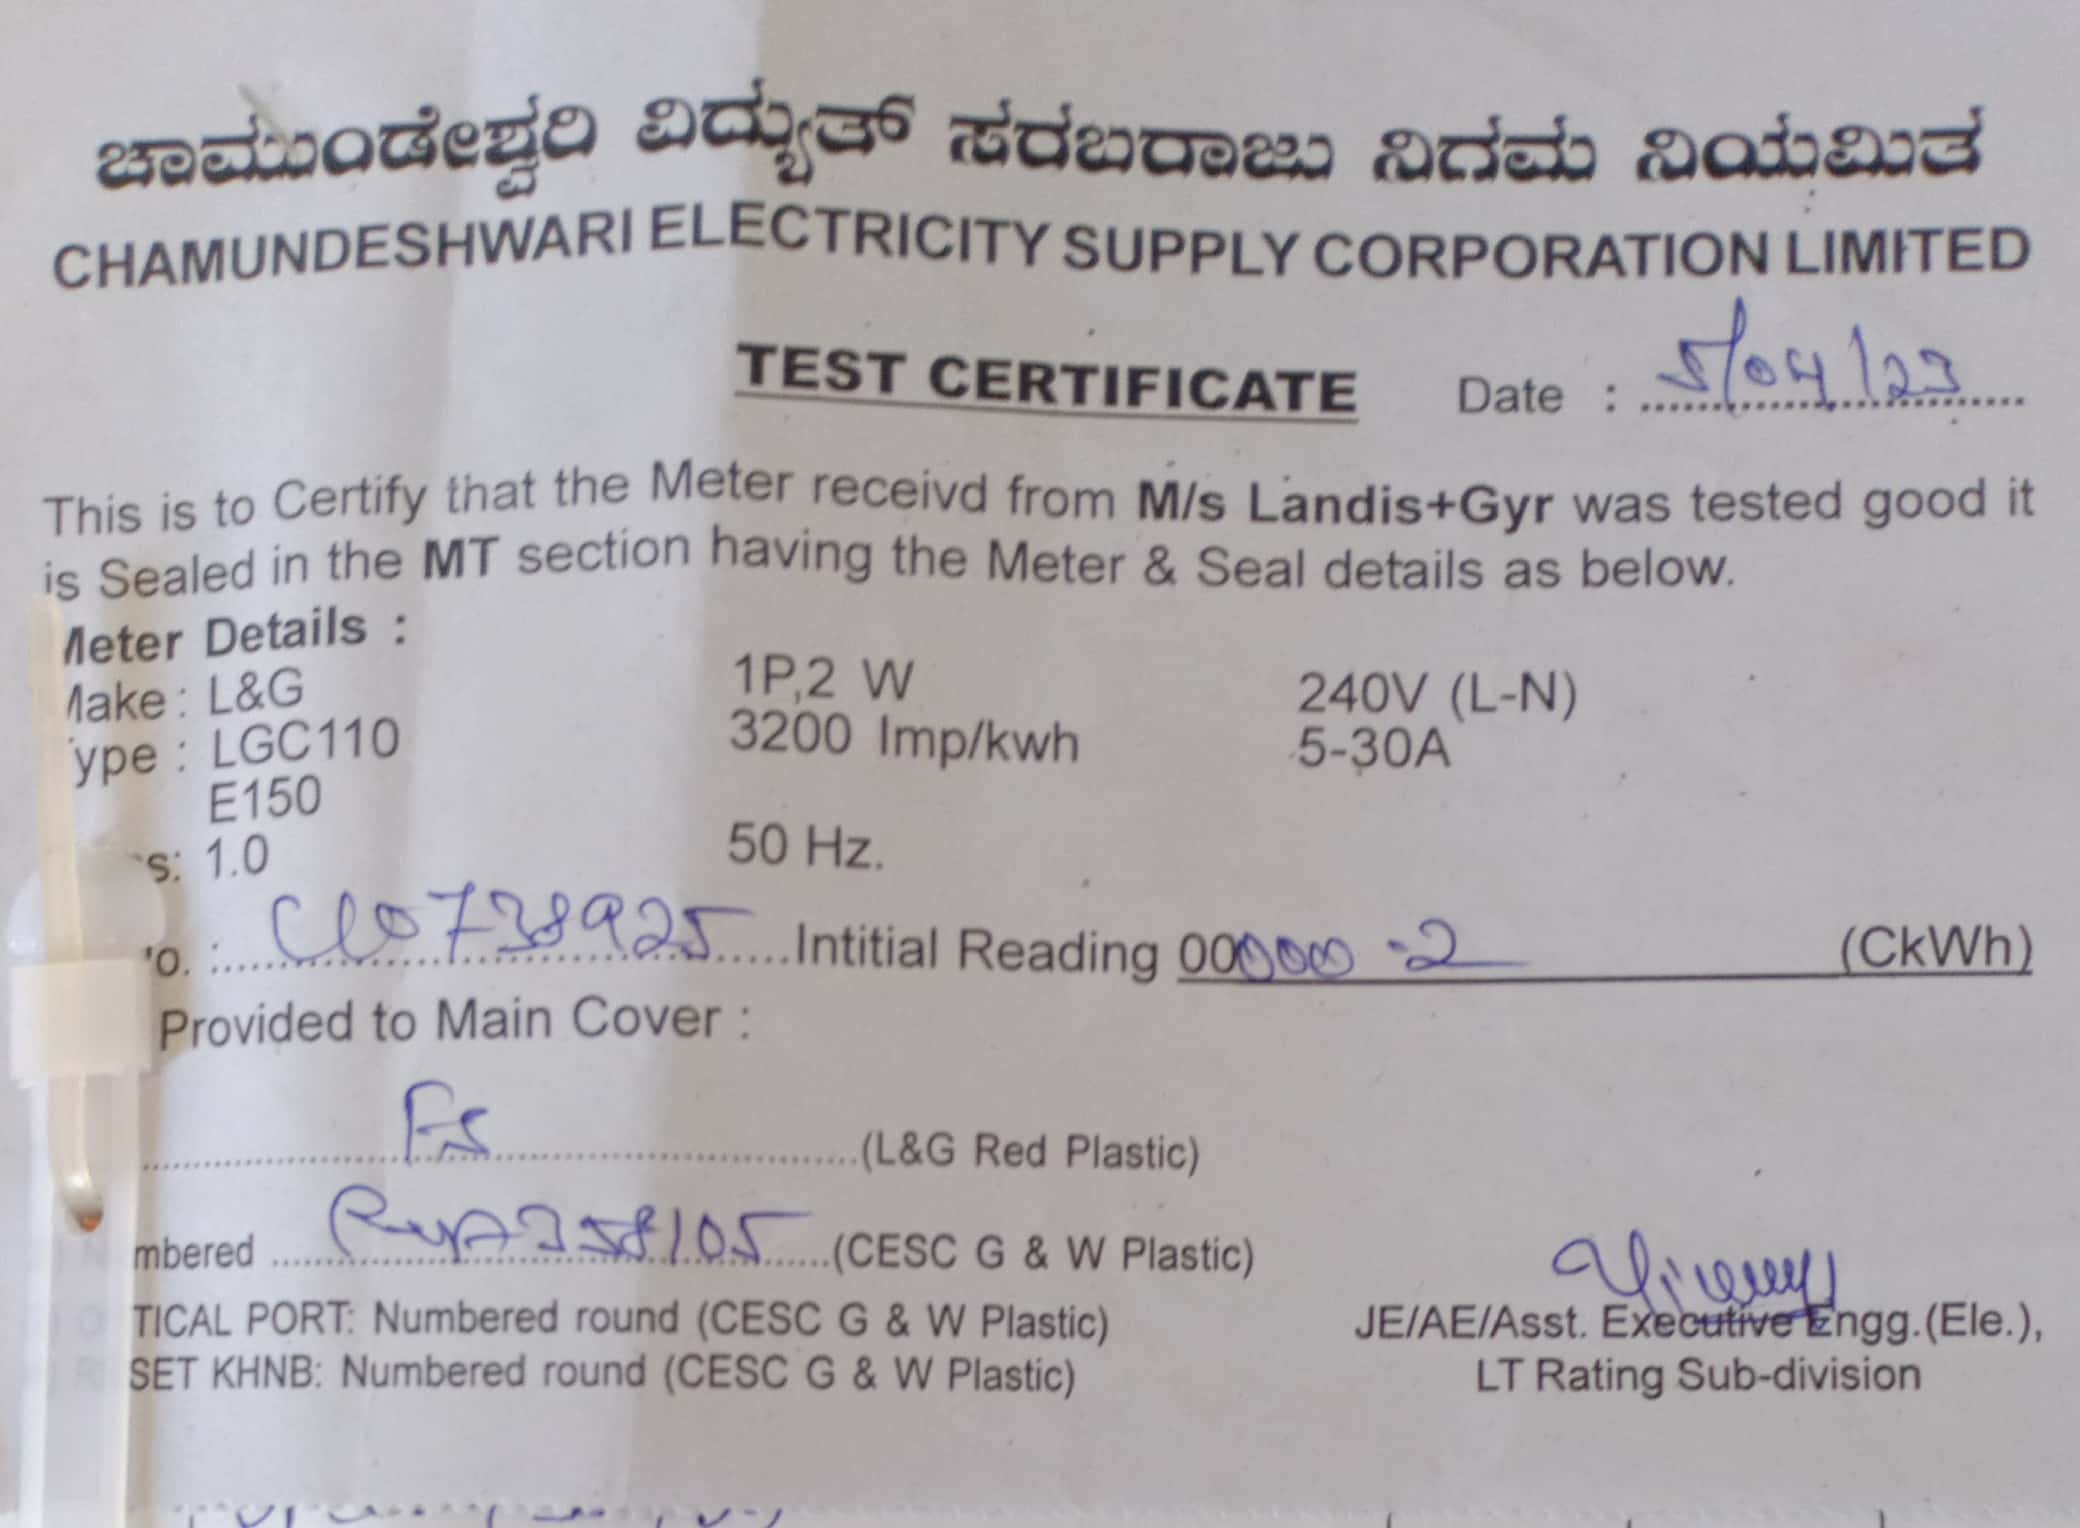 ಚಾಮುಂಡೇಶ್ವರಿ ವಿದ್ಯುತ್ ಸರಬರಾಜು ನಿಗಮ ನಿಯಮಿತ
CHAMUNDESHWARI ELECTRICITY SUPPLY CORPORATION LIMITED
TEST CERTIFICATE Date : 5/04/23
This is to Certify that the Meter receivd from M/s Landis+Gyr was tested good it
is Sealed in the MT section having the Meter & Seal details as below.
Meter Details :
Make : L&G 1P,2 W 240V (L-N)
Type : LGC110 3200 Imp/kwh 5-30A
E150
s: 1.0 50 Hz.
o. : Intitial Reading 00000 .2 (CkWh)
Provided to Main Cover :
FS (L&G Red Plastic)
mbered (CESC G & W Plastic)
TICAL PORT: Numbered round (CESC G & W Plastic) JE/AE/Asst. Executive Engg.(Ele.),
SET KHNB: Numbered round (CESC G & W Plastic) LT Rating Sub-division